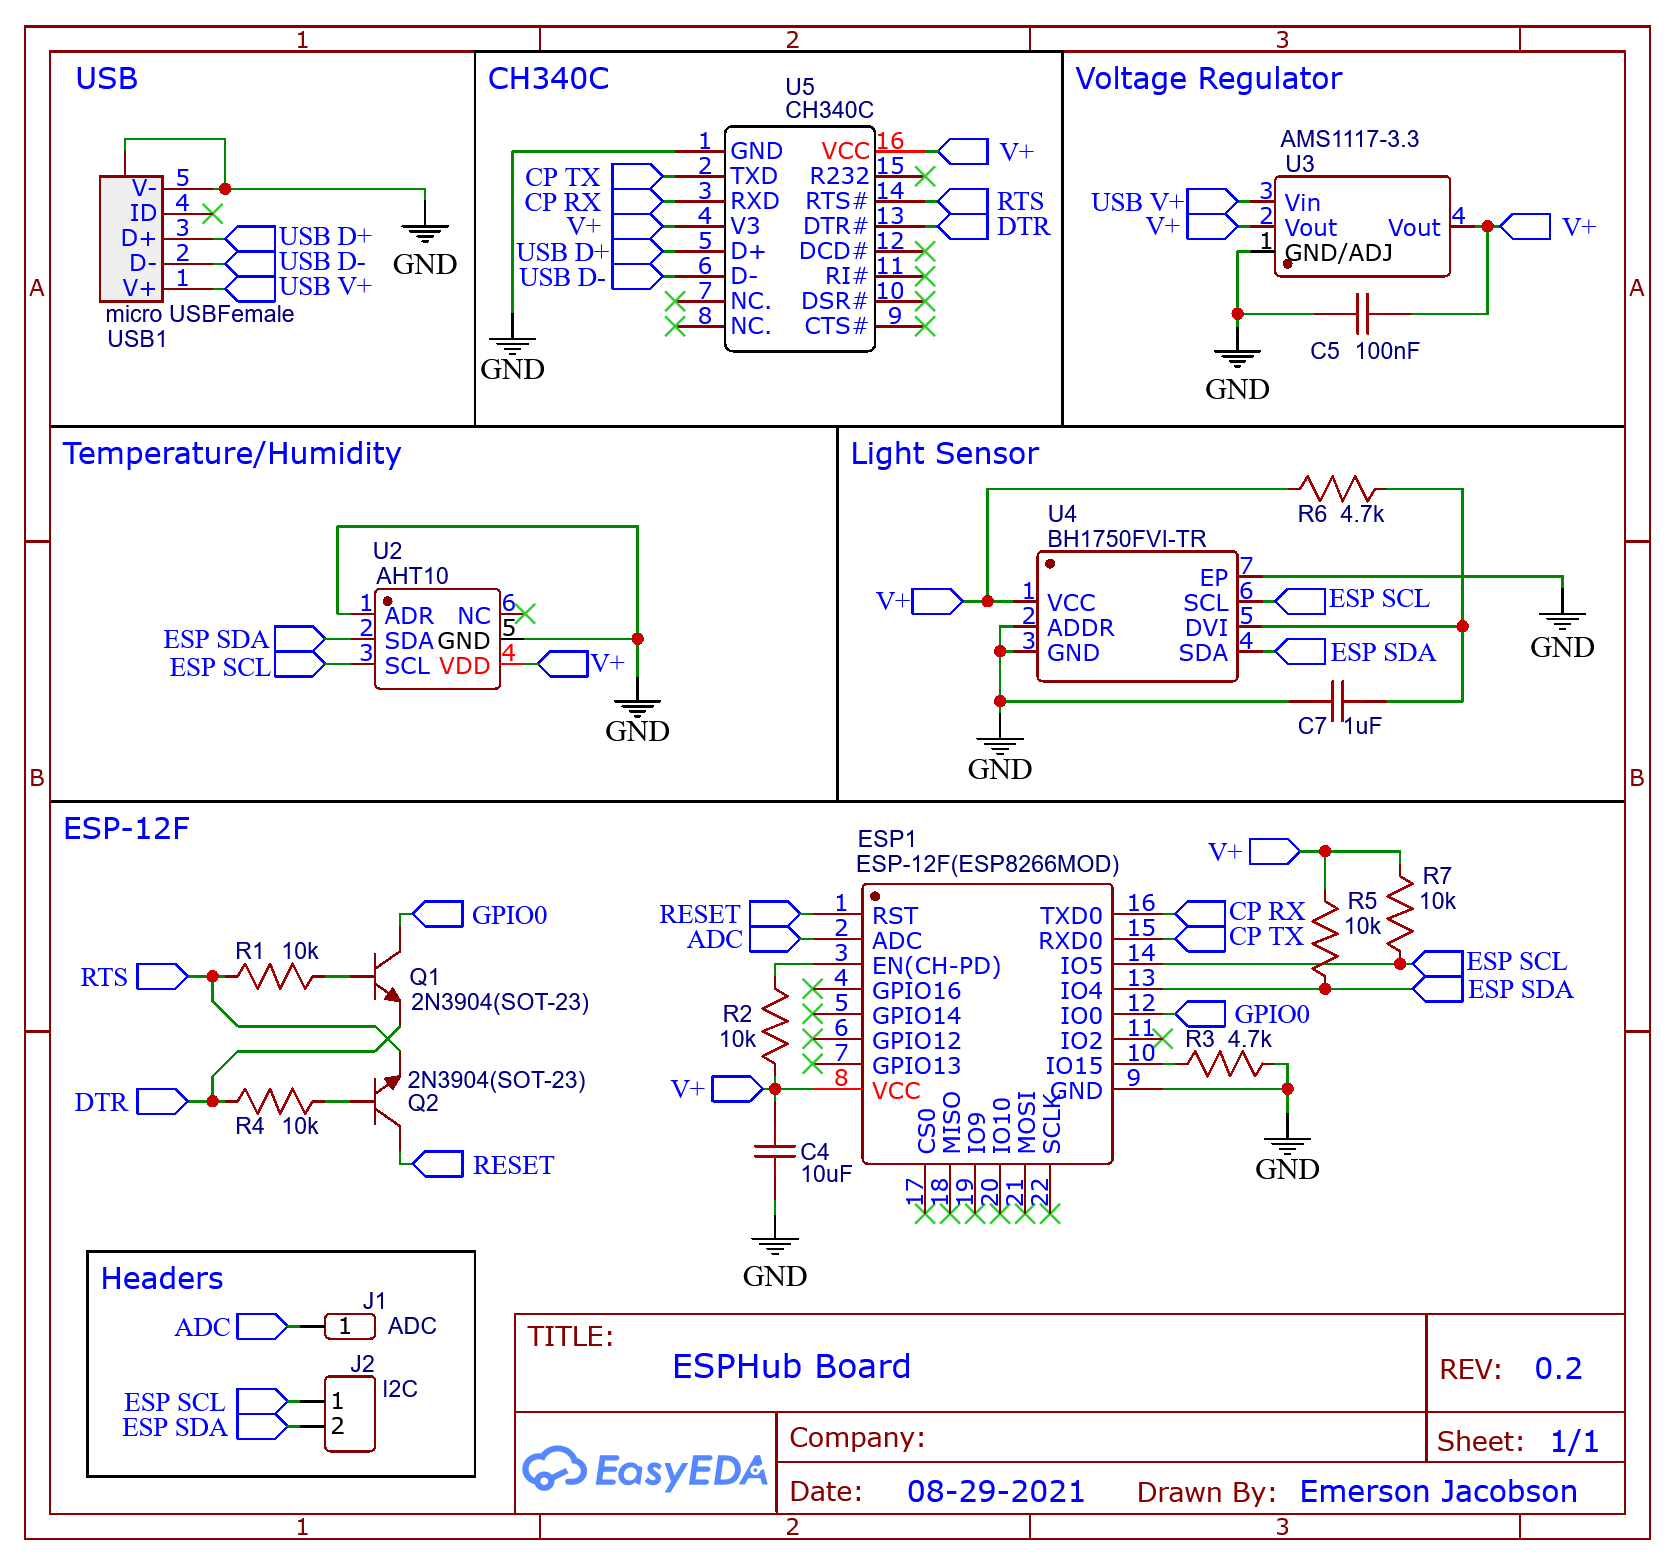 1 2 3
USB
5
V-
4
ID
3
D+
USB D+
2
D-
USB D-
1
V+
USB V+
GND
micro USBFemale
USB1
CH340C
U5
CH340C
1 GND VCC 16 V+
CP TX 2 TXD R232 15
CP RX 3 RXD RTS# 14 RTS
V+ 4 V3 DTR# 13 DTR
USB D+ 5 D+ DCD# 12
USB D- 6 D- RI# 11
7 NC. DSR# 10
8 NC. CTS# 9
GND
Voltage Regulator
AMS1117-3.3
U3
USB V+ 3 Vin
V+ 2 Vout Vout 4 V+
1 GND/ADJ
C5 100nF
GND
A A
Temperature/Humidity
U2
AHT10
1 ADR NC 6
ESP SDA 2 SDA GND 5
ESP SCL 3 SCL VDD 4 V+
GND
Light Sensor
R6 4.7k
U4
BH1750FVI-TR
EP 7
V+ 1 VCC SCL 6 ESP SCL
2 ADDR DVI 5
3 GND SDA 4 ESP SDA
GND
C7 1uF
GND
B B
ESP-12F
GPIO0
RTS R1 10k
Q1
2N3904(SOT-23)
2N3904(SOT-23)
Q2
DTR R4 10k
RESET
ESP1
ESP-12F(ESP8266MOD)
RESET 1 RST TXD0 16 CP RX
ADC 2 ADC RXD0 15 CP TX
3 EN(CH-PD) IO5 14 ESP SCL
4 GPIO16 IO4 13 ESP SDA
5 GPIO14 IO0 12 GPIO0
6 GPIO12 IO2 11
7 GPIO13 IO15 10 R3 4.7k
V+ 8 VCC GND 9
CS0 MISO IO9 IO10 MOSI SCLK
17 18 19 20 21 22
R2
10k
C4
10uF
GND
V+
R5
10k
R7
10k
GND
Headers
J1
ADC 1 ADC
J2
I2C
ESP SCL 1
ESP SDA 2
TITLE:
ESPHub Board
REV: 0.2
EasyEDA
Company:
Sheet: 1/1
Date: 08-29-2021 Drawn By: Emerson Jacobson
1 2 3